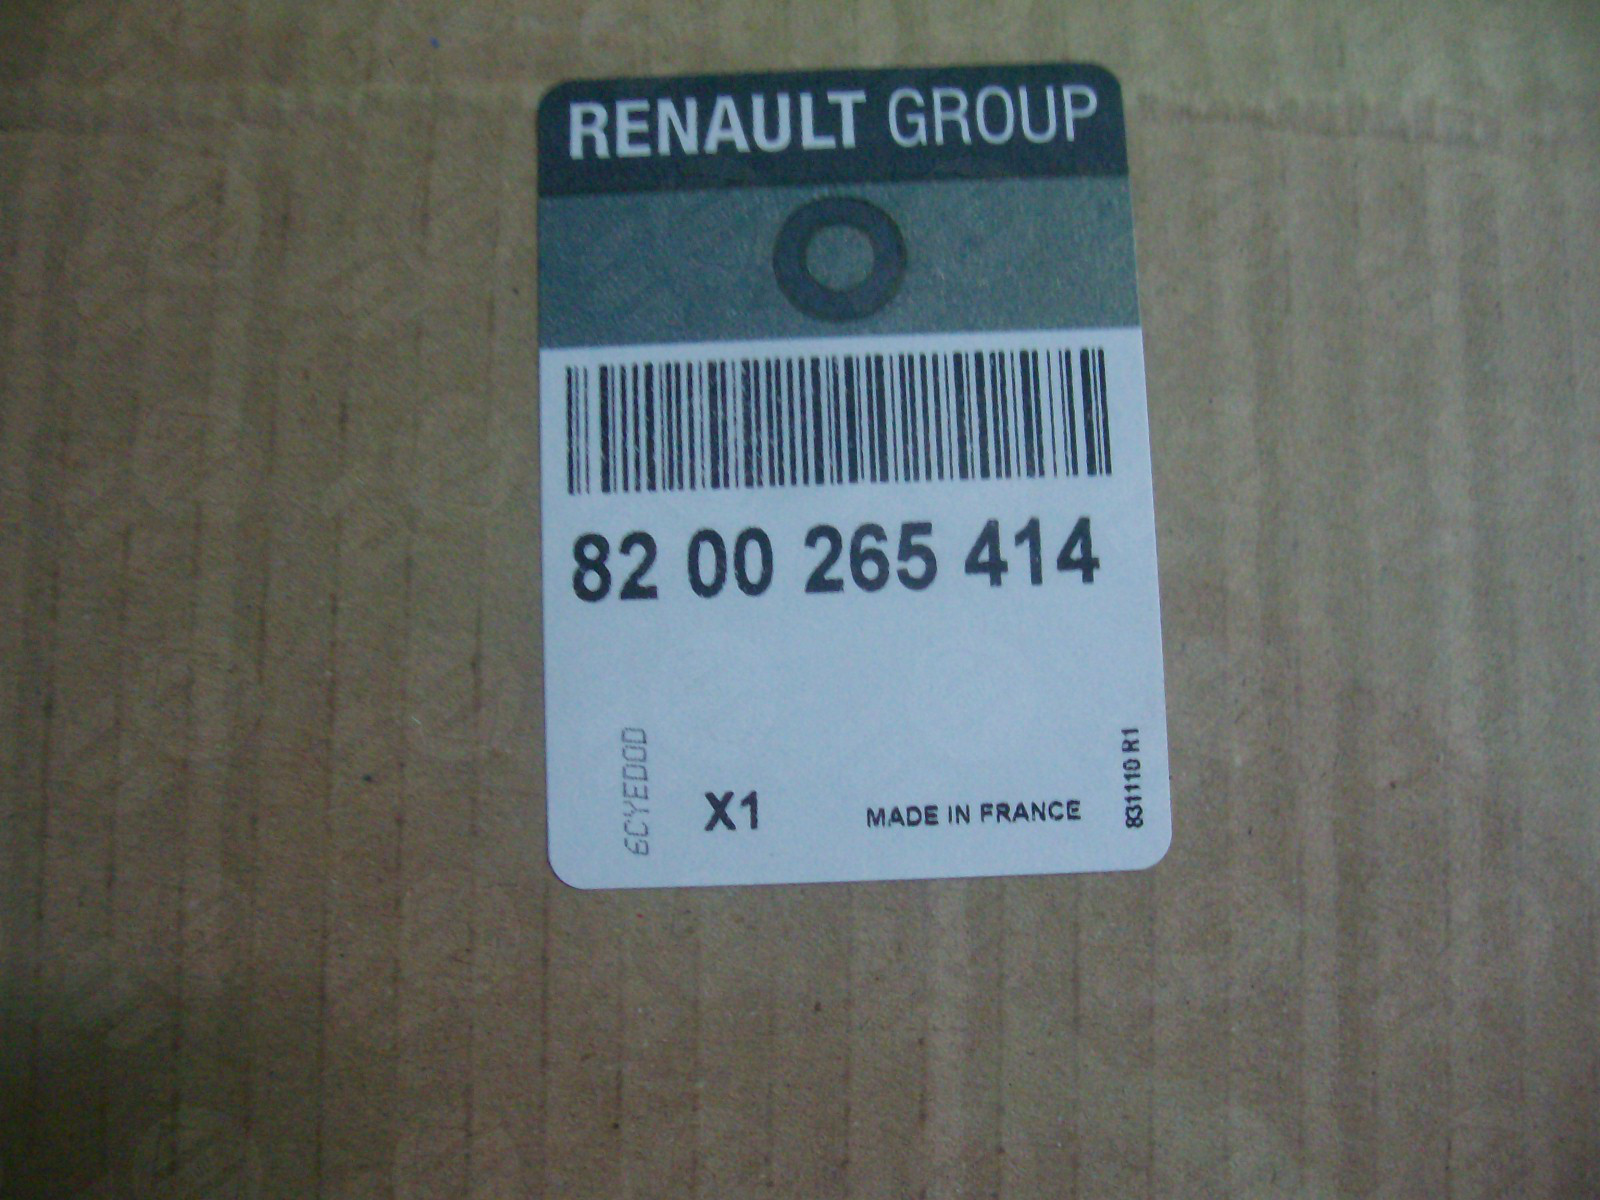 RENAULT GROUP
82 00 265 414
6CYEDOD
X1
MADE IN FRANCE
831110 R1